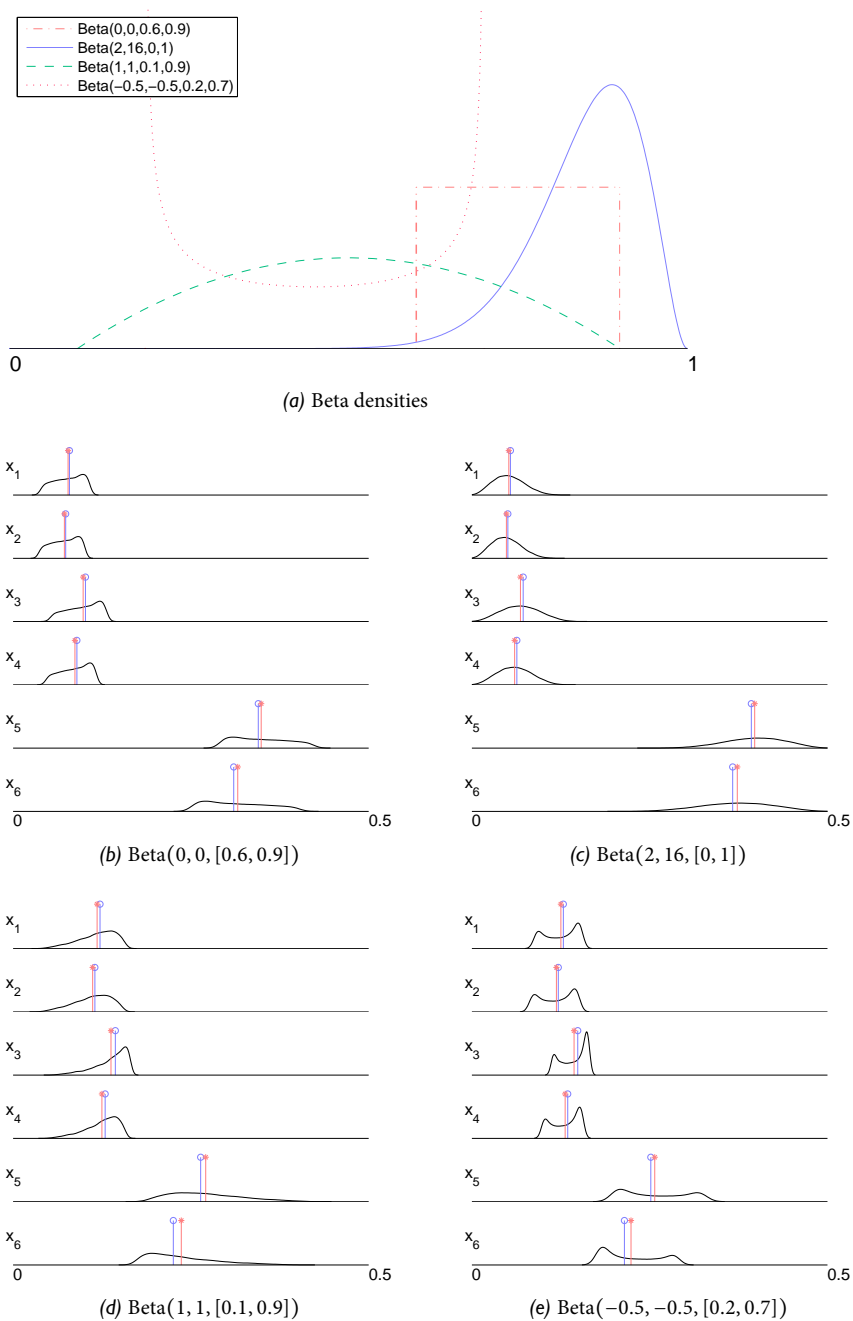 Beta(0,0,0.6,0.9)
Beta(2,16,0,1)
Beta(1,1,0.1,0.9)
Beta(−0.5,−0.5,0.2,0.7)
0 1
(a) Beta densities
x1
x2
x3
x4
x5
x6
0 0.5
(b) Beta(0, 0, [0.6, 0.9])
x1
x2
x3
x4
x5
x6
0 0.5
(c) Beta(2, 16, [0, 1])
x1
x2
x3
x4
x5
x6
0 0.5
(d) Beta(1, 1, [0.1, 0.9])
x1
x2
x3
x4
x5
x6
0 0.5
(e) Beta(−0.5, −0.5, [0.2, 0.7])